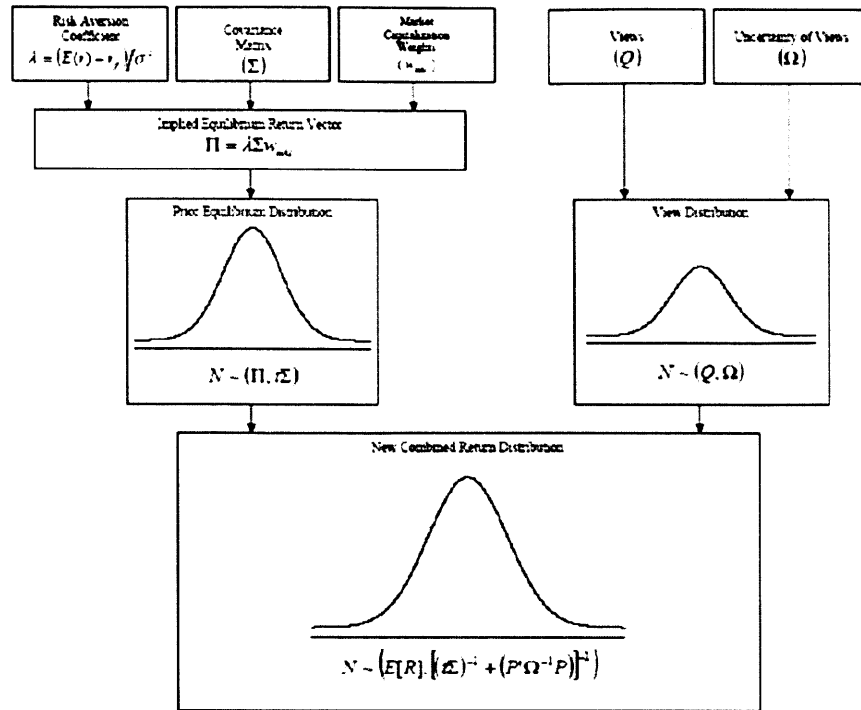 Risk Aversion
Coefficient
λ = (E(r) − r_f)/σ²
Covariance
Matrix
(Σ)
Market
Capitalization
Weights
(w_mkt)
Views
(Q)
Uncertainty of Views
(Ω)
Implied Equilibrium Return Vector
Π = λΣw_mkt
Prior Equilibrium Distribution
N ~ (Π, τΣ)
View Distribution
N ~ (Q, Ω)
New Combined Return Distribution
N ~ (E[R], [(τΣ)⁻¹ + (P'Ω⁻¹P)]⁻¹)